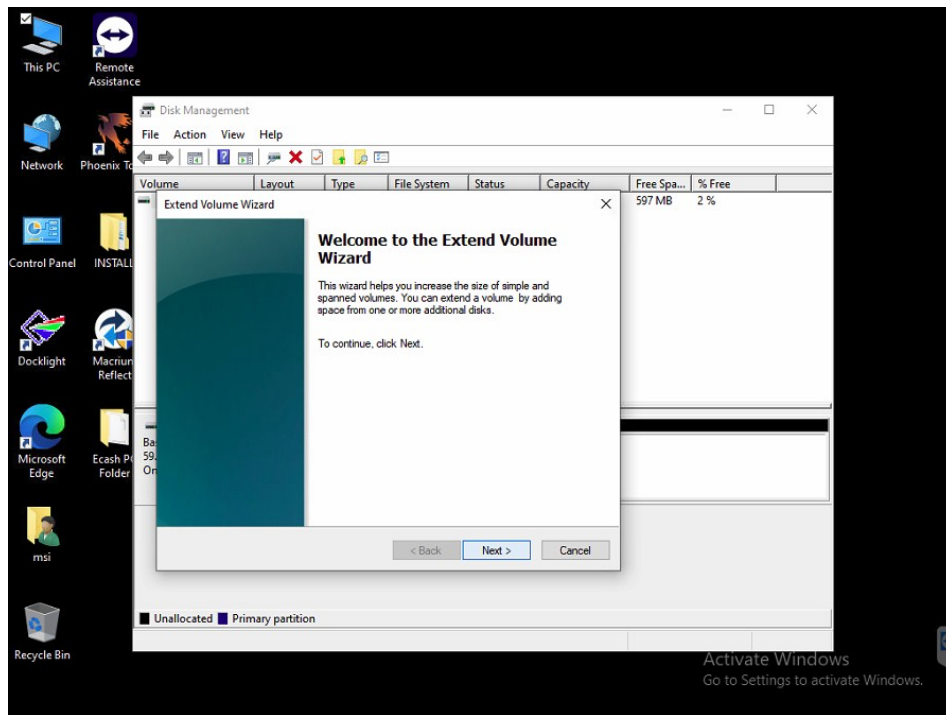 This PC
Remote
Assistance
Network
Phoenix To
Control Panel
INSTALL
Docklight
Macrium
Reflect
Microsoft
Edge
Ecash P
Folder
msi
Recycle Bin
Disk Management
File Action View Help
Volume Layout Type File System Status Capacity Free Spa... % Free
597 MB 2 %
Extend Volume Wizard
Welcome to the Extend Volume
Wizard
This wizard helps you increase the size of simple and
spanned volumes. You can extend a volume by adding
space from one or more additional disks.
To continue, click Next.
< Back Next > Cancel
Ba
59.
On
Unallocated Primary partition
Activate Windows
Go to Settings to activate Windows.